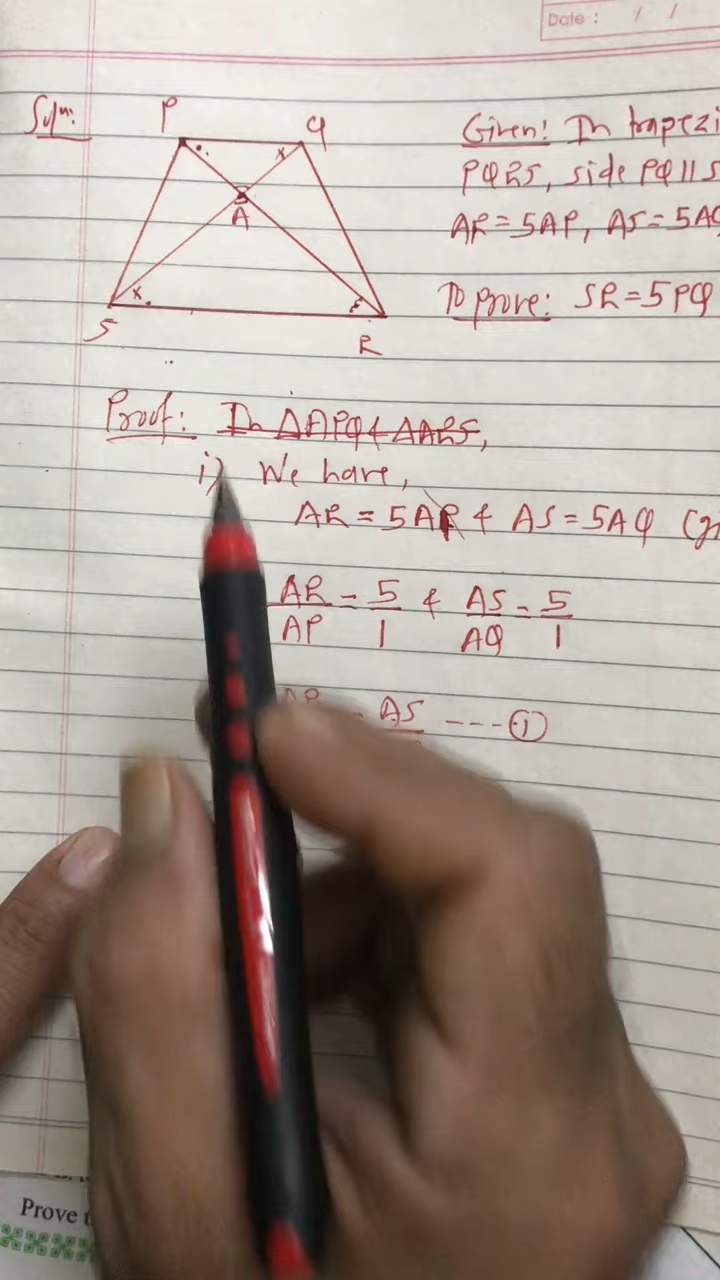 Date : / /
Soln:
P
Q
A
S
R
Given: In trapezi
PQRS, side PQ || S
AR = 5AP, AS = 5AQ
To prove: SR = 5PQ
Proof: In ΔAPQ & ΔARS,
i) We have,
AR = 5AP & AS = 5AQ
AR/AP = 5/1 & AS/AQ = 5/1
= AS --- ①
Prove